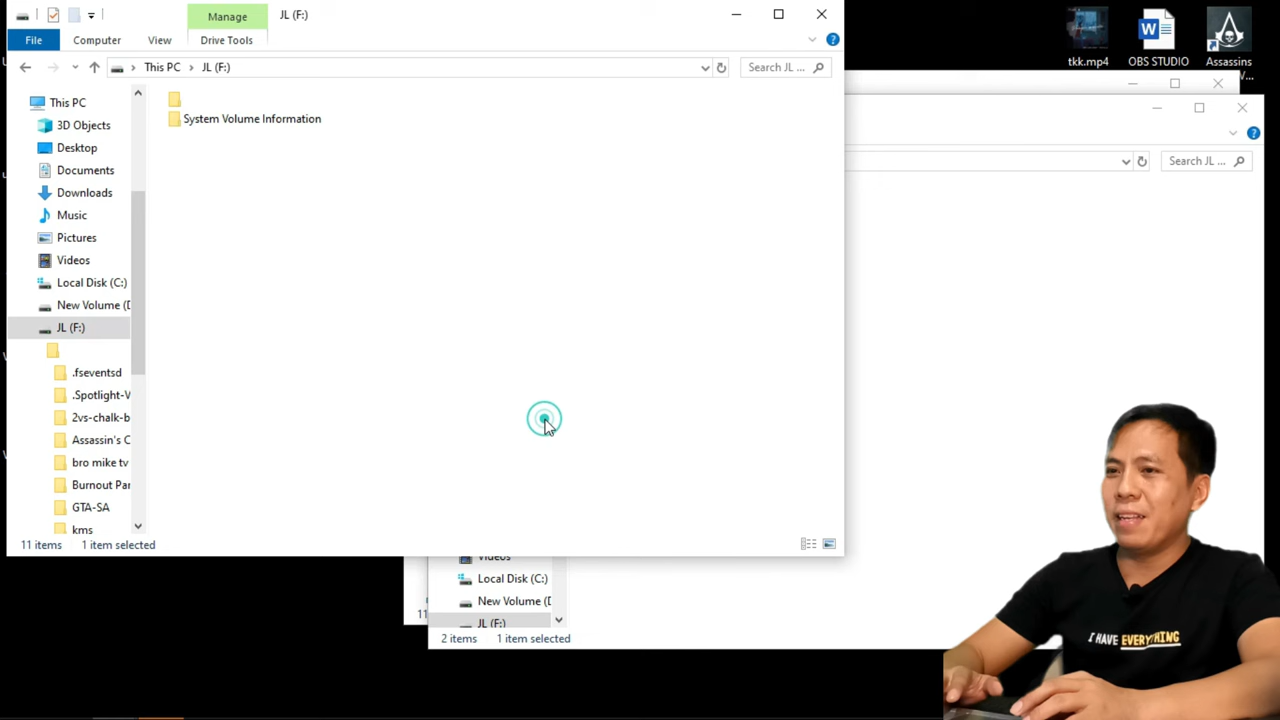 Manage
JL (F:)
File
Computer
View
Drive Tools
This PC
JL (F:)
Search JL ...
This PC
3D Objects
Desktop
Documents
Downloads
Music
Pictures
Videos
Local Disk (C:)
New Volume (D
JL (F:)
.fseventsd
.Spotlight-V
2vs-chalk-b
Assassin's C
bro mike tv
Burnout Par
GTA-SA
kms
System Volume Information
11 items
1 item selected
tkk.mp4
OBS STUDIO
Assassins
Search JL ...
Videos
Local Disk (C:)
New Volume (D
JL (F:)
11
2 items
1 item selected
I HAVE EVERYTHING